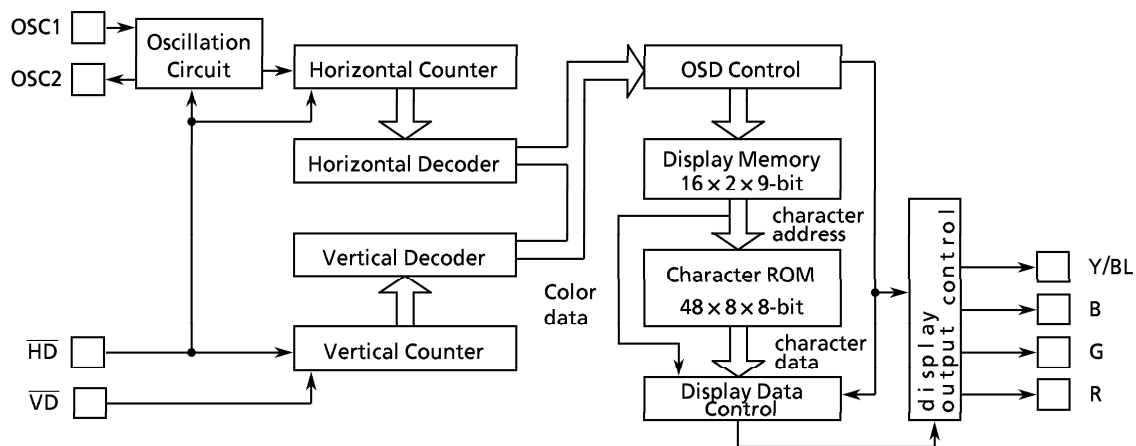 OSC1
OSC2
Oscillation
Circuit
Horizontal Counter
Horizontal Decoder
Vertical Decoder
Vertical Counter
H̅D̅
V̅D̅
OSD Control
Display Memory
16 × 2 × 9-bit
character
address
Character ROM
48 × 8 × 8-bit
Color
data
character
data
Display Data
Control
display
output control
Y/BL
B
G
R